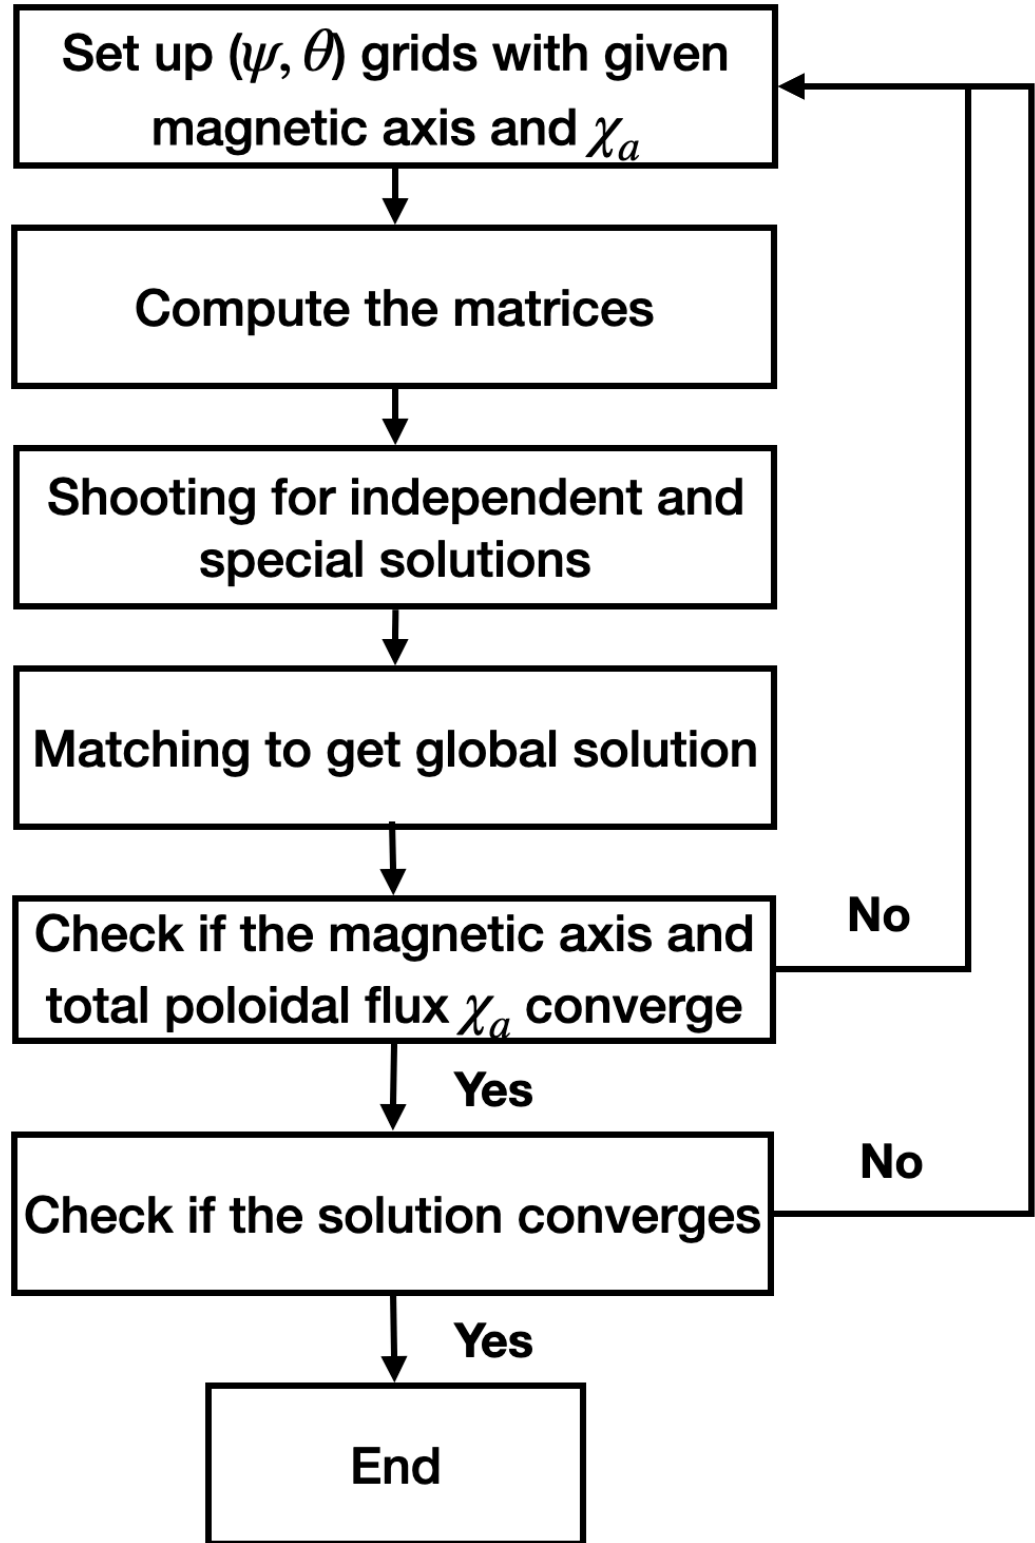 Set up (ψ, θ) grids with given
magnetic axis and χₐ
Compute the matrices
Shooting for independent and
special solutions
Matching to get global solution
Check if the magnetic axis and
total poloidal flux χₐ converge
No
Yes
Check if the solution converges
No
Yes
End